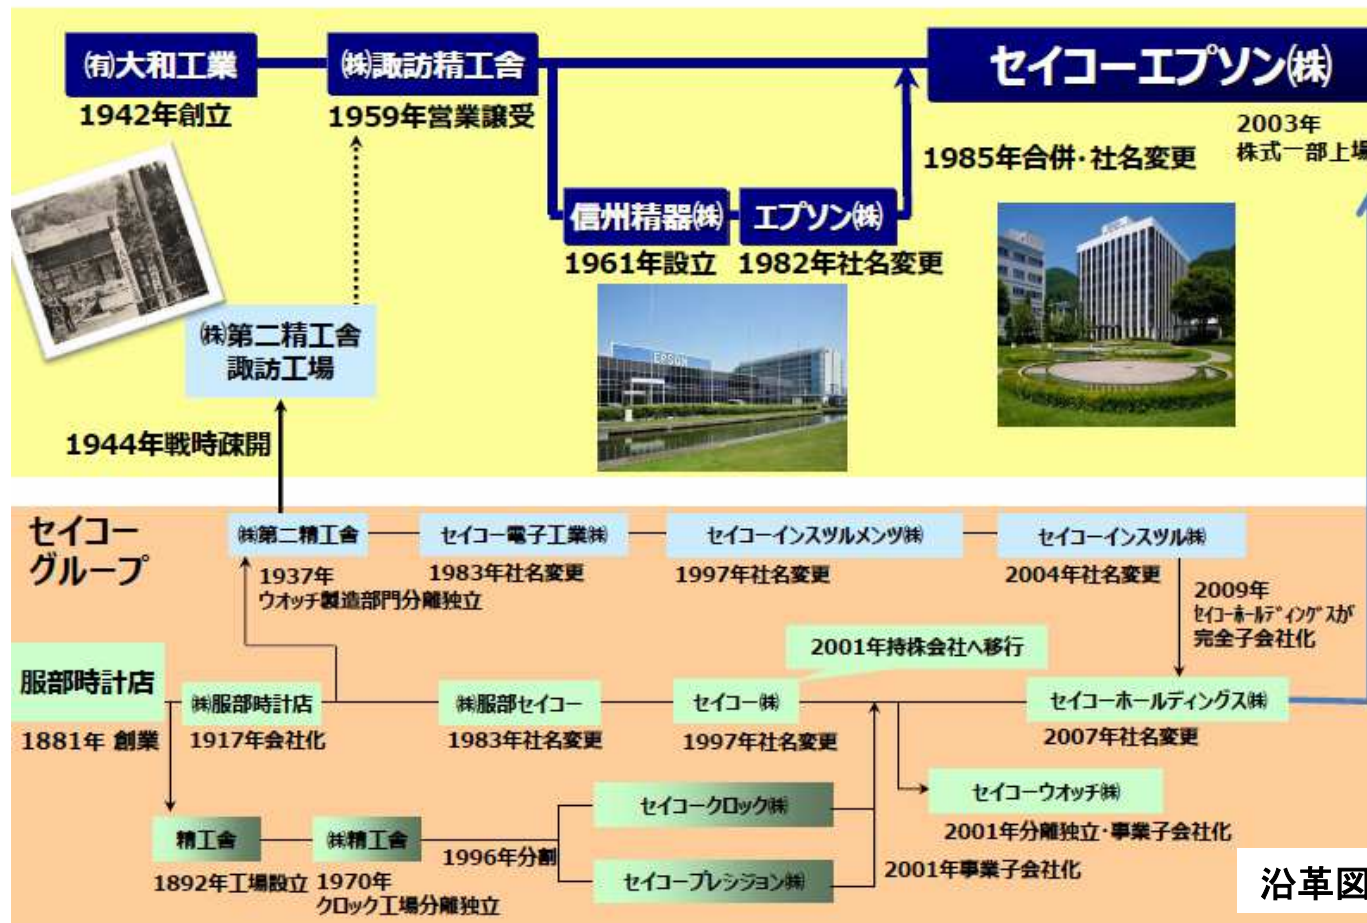 ㈲大和工業
㈱諏訪精工舎
セイコーエプソン㈱
1942年創立
1959年営業譲受
2003年
株式一部上場
1985年合併・社名変更
信州精器㈱
エプソン㈱
1961年設立
1982年社名変更
EPSON
㈱第二精工舎
諏訪工場
1944年戦時疎開
セイコー
グループ
㈱第二精工舎
セイコー電子工業㈱
セイコーインスツルメンツ㈱
セイコーインスツル㈱
1937年
ウオッチ製造部門分離独立
1983年社名変更
1997年社名変更
2004年社名変更
2009年
ｾｲｺｰﾎｰﾙﾃﾞｨﾝｸﾞｽが
完全子会社化
2001年持株会社へ移行
服部時計店
㈱服部時計店
㈱服部セイコー
セイコー㈱
セイコーホールディングス㈱
1881年 創業
1917年会社化
1983年社名変更
1997年社名変更
2007年社名変更
セイコークロック㈱
セイコーウオッチ㈱
2001年分離独立・事業子会社化
精工舎
㈱精工舎
1996年分割
2001年事業子会社化
1892年工場設立
1970年
クロック工場分離独立
セイコープレシジョン㈱
沿革図